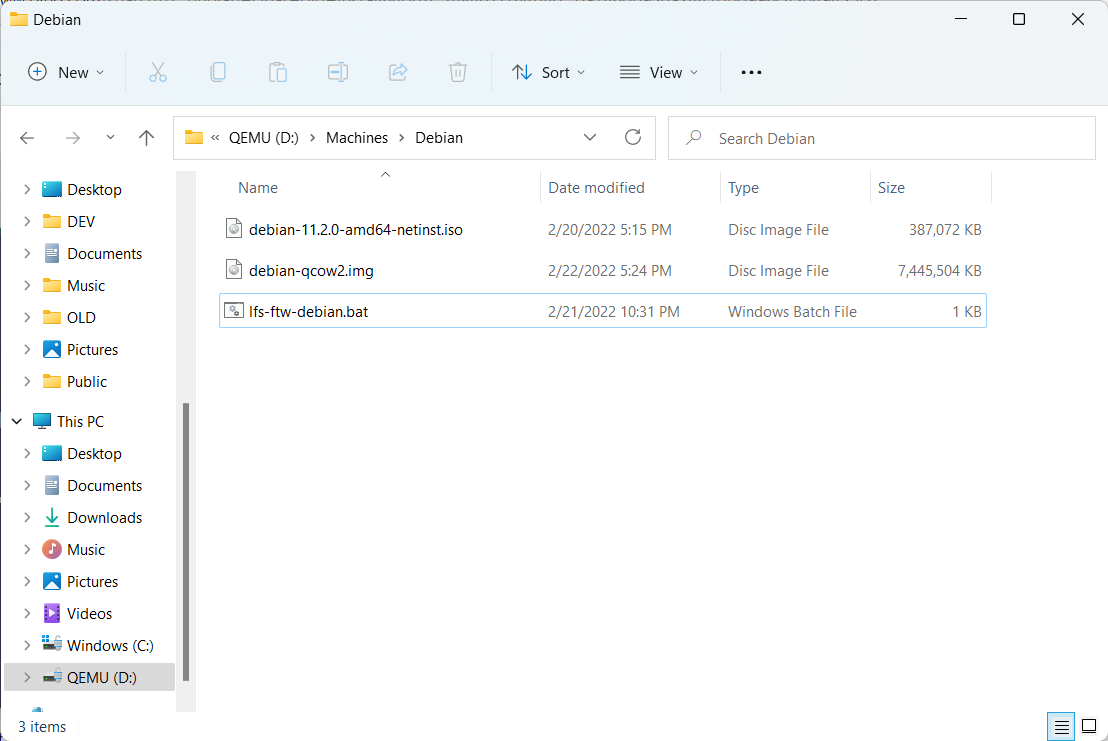 Debian
New
Sort
View
QEMU (D:) > Machines > Debian
Search Debian
Name Date modified Type Size
debian-11.2.0-amd64-netinst.iso 2/20/2022 5:15 PM Disc Image File 387,072 KB
debian-qcow2.img 2/22/2022 5:24 PM Disc Image File 7,445,504 KB
lfs-ftw-debian.bat 2/21/2022 10:31 PM Windows Batch File 1 KB
Desktop
DEV
Documents
Music
OLD
Pictures
Public
This PC
Desktop
Documents
Downloads
Music
Pictures
Videos
Windows (C:)
QEMU (D:)
3 items